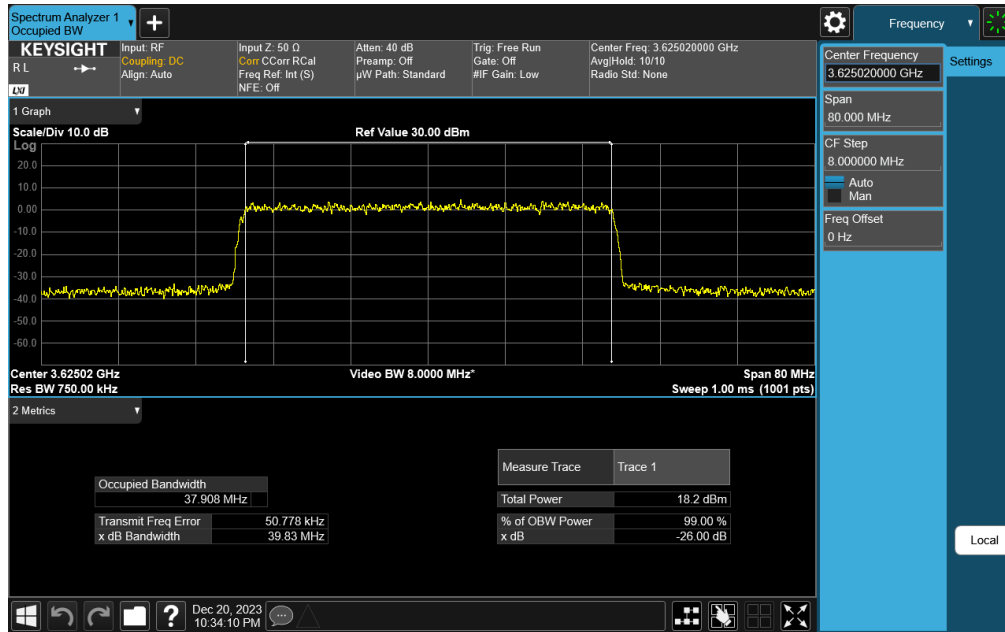 Spectrum Analyzer 1
Occupied BW
Frequency
KEYSIGHT
R L
LXI
Input: RF
Coupling: DC
Align: Auto
Input Z: 50 Ω
Corr CCorr RCal
Freq Ref: Int (S)
NFE: Off
Atten: 40 dB
Preamp: Off
µW Path: Standard
Trig: Free Run
Gate: Off
#IF Gain: Low
Center Freq: 3.625020000 GHz
Avg|Hold: 10/10
Radio Std: None
Center Frequency
3.625020000 GHz
Settings
Span
80.000 MHz
CF Step
8.000000 MHz
Auto
Man
Freq Offset
0 Hz
Local
1 Graph
Scale/Div 10.0 dB
Ref Value 30.00 dBm
Log
20.0
10.0
0.00
-10.0
-20.0
-30.0
-40.0
-50.0
-60.0
Center 3.62502 GHz
Video BW 8.0000 MHz*
Span 80 MHz
Res BW 750.00 kHz
Sweep 1.00 ms (1001 pts)
2 Metrics
Occupied Bandwidth
37.908 MHz
Transmit Freq Error 50.778 kHz
x dB Bandwidth 39.83 MHz
Measure Trace Trace 1
Total Power 18.2 dBm
% of OBW Power 99.00 %
x dB -26.00 dB
?
Dec 20, 2023
10:34:10 PM